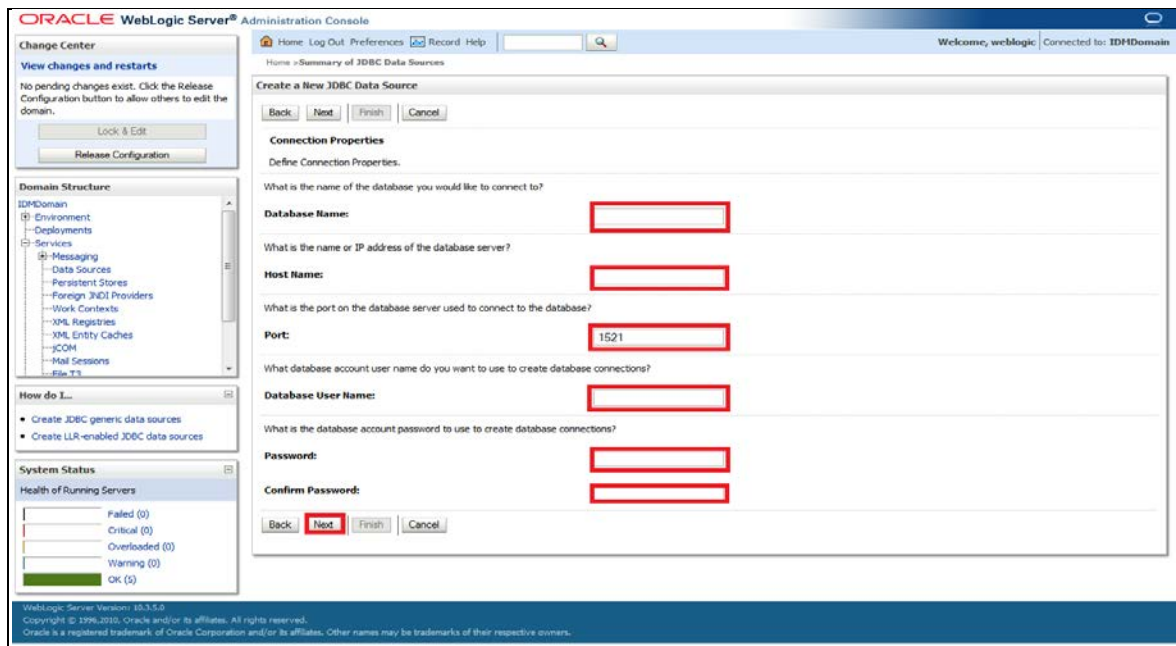 ORACLE WebLogic Server® Administration Console
Change Center
View changes and restarts
No pending changes exist. Click the Release
Configuration button to allow others to edit the
domain.
Lock & Edit
Release Configuration
Domain Structure
IDMDomain
Environment
Deployments
Services
Messaging
Data Sources
Persistent Stores
Foreign JNDI Providers
Work Contexts
XML Registries
XML Entity Caches
jCOM
Mail Sessions
File T3
How do I...
Create JDBC generic data sources
Create LLR-enabled JDBC data sources
System Status
Health of Running Servers
Failed (0)
Critical (0)
Overloaded (0)
Warning (0)
OK (5)
Home Log Out Preferences Record Help
Welcome, weblogic Connected to: IDMDomain
Home >Summary of JDBC Data Sources
Create a New JDBC Data Source
Back Next Finish Cancel
Connection Properties
Define Connection Properties.
What is the name of the database you would like to connect to?
Database Name:
What is the name or IP address of the database server?
Host Name:
What is the port on the database server used to connect to the database?
Port: 1521
What database account user name do you want to use to create database connections?
Database User Name:
What is the database account password to use to create database connections?
Password:
Confirm Password:
Back Next Finish Cancel
WebLogic Server Version: 10.3.5.0
Copyright © 1996,2010, Oracle and/or its affiliates. All rights reserved.
Oracle is a registered trademark of Oracle Corporation and/or its affiliates. Other names may be trademarks of their respective owners.